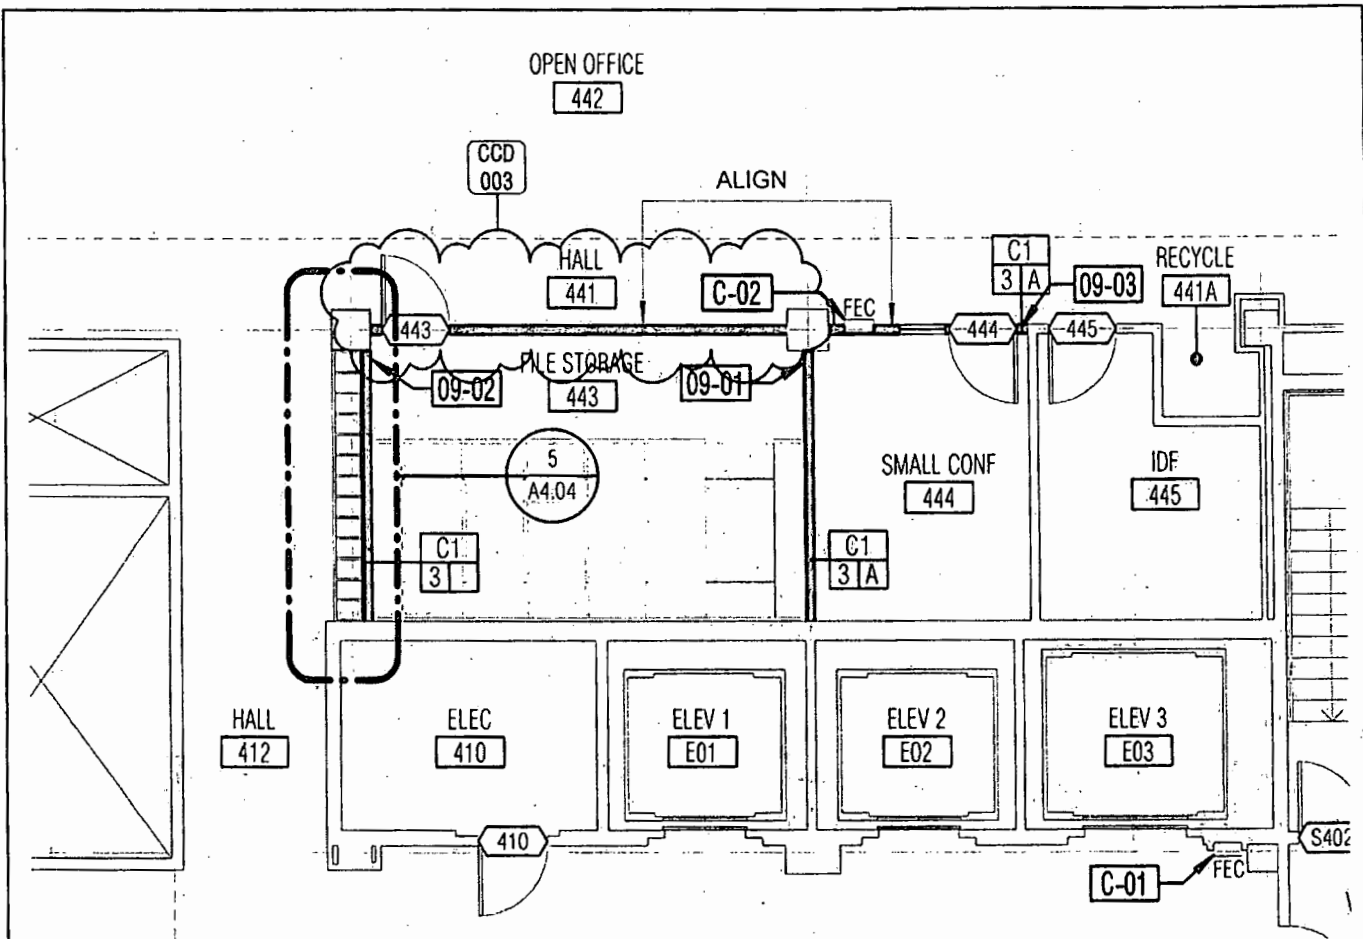 OPEN OFFICE
442
CCD
003
ALIGN
HALL
441
C-02
FEC
C1
3 A
09-03
RECYCLE
441A
443
444
445
FILE STORAGE
443
09-02
09-01
5
A4.04
SMALL CONF
444
IDF
445
C1
3
C1
3 A
HALL
412
ELEC
410
ELEV 1
E01
ELEV 2
E02
ELEV 3
E03
410
S402
C-01
FEC